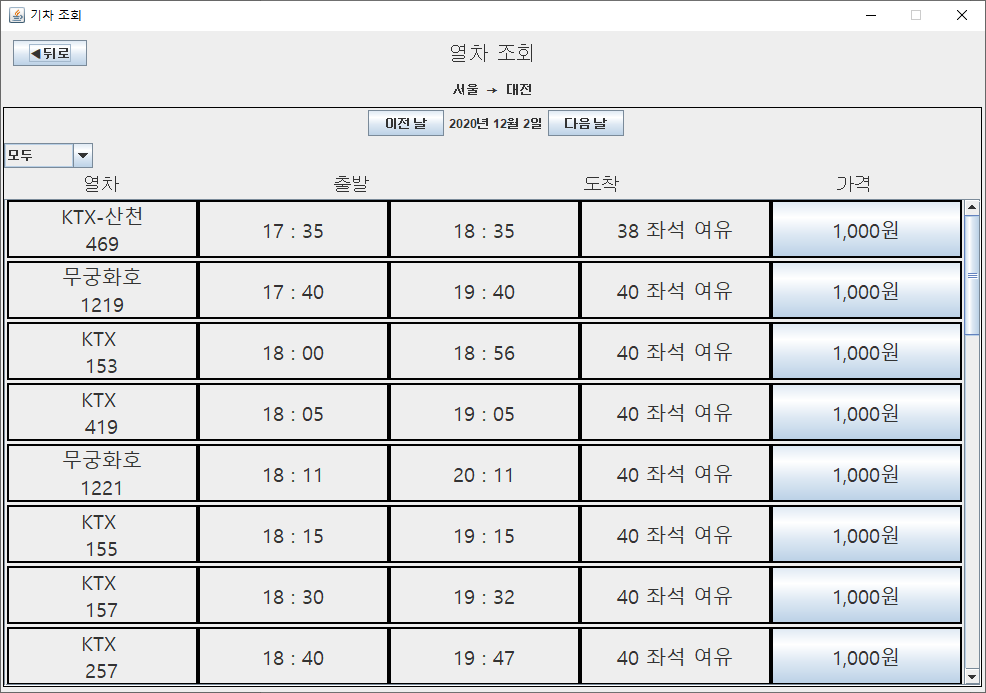 기차 조회
◀뒤로
열차 조회
서울 → 대전
이전 날 2020년 12월 2일 다음 날
모두
열차 출발 도착 가격
KTX-산천
469
17 : 35 18 : 35 38 좌석 여유 1,000원
무궁화호
1219
17 : 40 19 : 40 40 좌석 여유 1,000원
KTX
153
18 : 00 18 : 56 40 좌석 여유 1,000원
KTX
419
18 : 05 19 : 05 40 좌석 여유 1,000원
무궁화호
1221
18 : 11 20 : 11 40 좌석 여유 1,000원
KTX
155
18 : 15 19 : 15 40 좌석 여유 1,000원
KTX
157
18 : 30 19 : 32 40 좌석 여유 1,000원
KTX
257
18 : 40 19 : 47 40 좌석 여유 1,000원